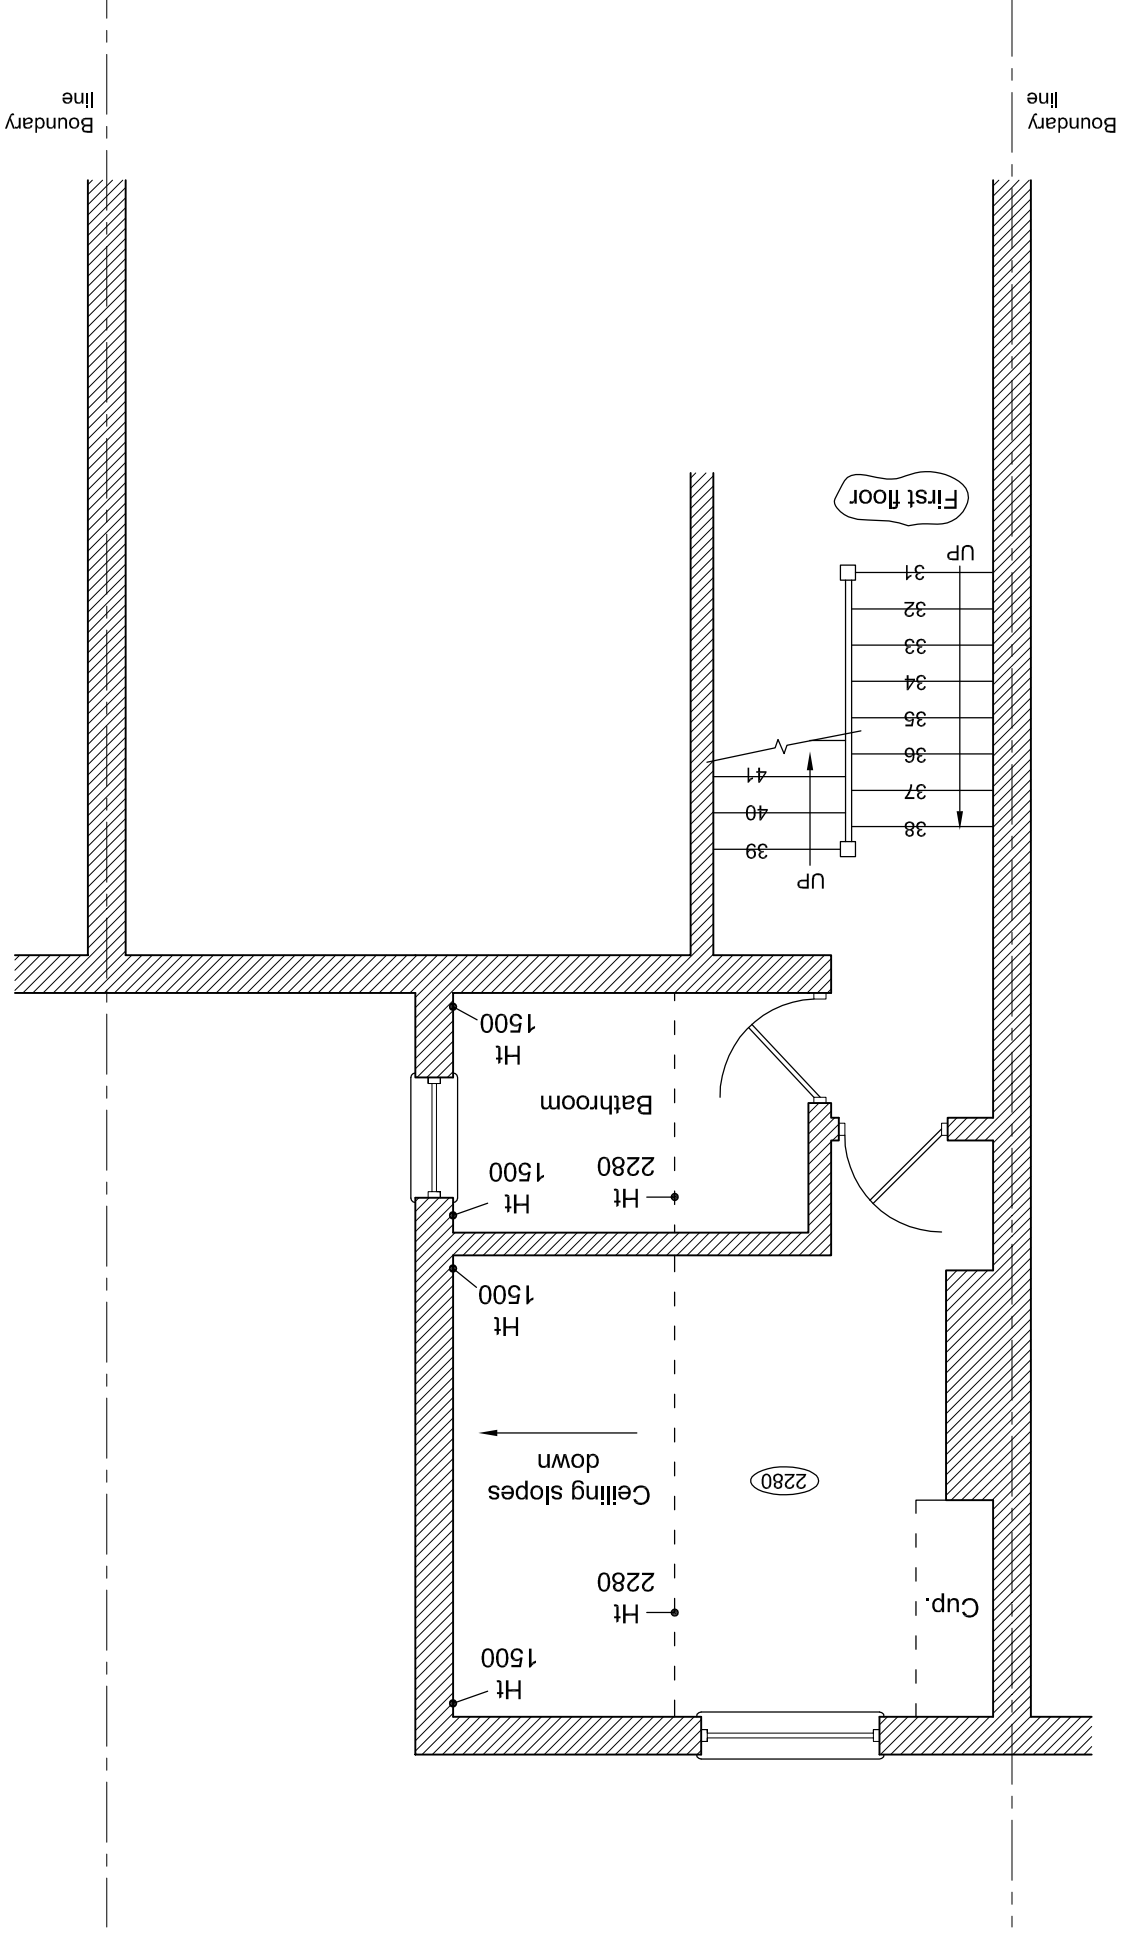 Cup.
Ht
1500
Ht
2280
Ceiling slopes
down
2280
Ht
1500
Ht
1500
Ht
2280
Bathroom
Ht
1500
UP
39
40
41
38
37
36
35
34
33
32
31
UP
First floor
Boundary
line
Boundary
line